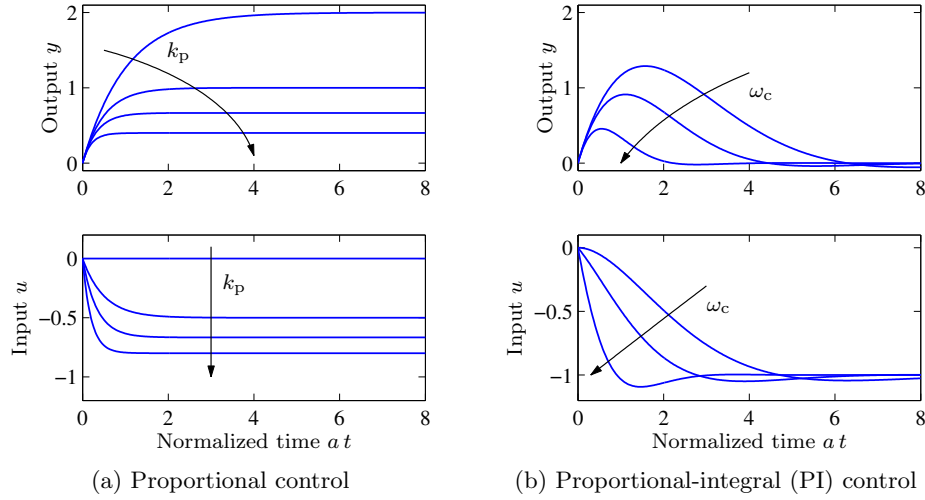 Output y
2
1
0
k_p
0 2 4 6 8
Input u
0
−0.5
−1
k_p
0 2 4 6 8
Normalized time a t
(a) Proportional control
Output y
2
1
0
ω_c
0 2 4 6 8
Input u
0
−0.5
−1
ω_c
0 2 4 6 8
Normalized time a t
(b) Proportional-integral (PI) control